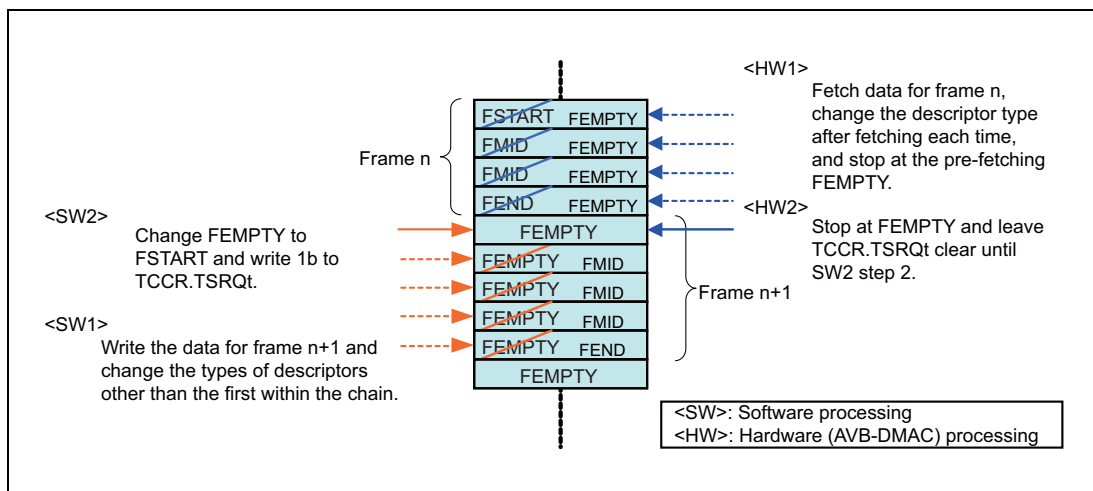 <HW1>
Fetch data for frame n,
change the descriptor type
after fetching each time,
and stop at the pre-fetching
FEMPTY.
FSTART FEMPTY
FMID FEMPTY
Frame n
FMID FEMPTY
FEND FEMPTY
<HW2>
Stop at FEMPTY and leave
TCCR.TSRQt clear until
SW2 step 2.
<SW2>
Change FEMPTY to
FSTART and write 1b to
TCCR.TSRQt.
FEMPTY
FEMPTY FMID
FEMPTY FMID
Frame n+1
FEMPTY FMID
FEMPTY FEND
FEMPTY
<SW1>
Write the data for frame n+1 and
change the types of descriptors
other than the first within the chain.
<SW>: Software processing
<HW>: Hardware (AVB-DMAC) processing